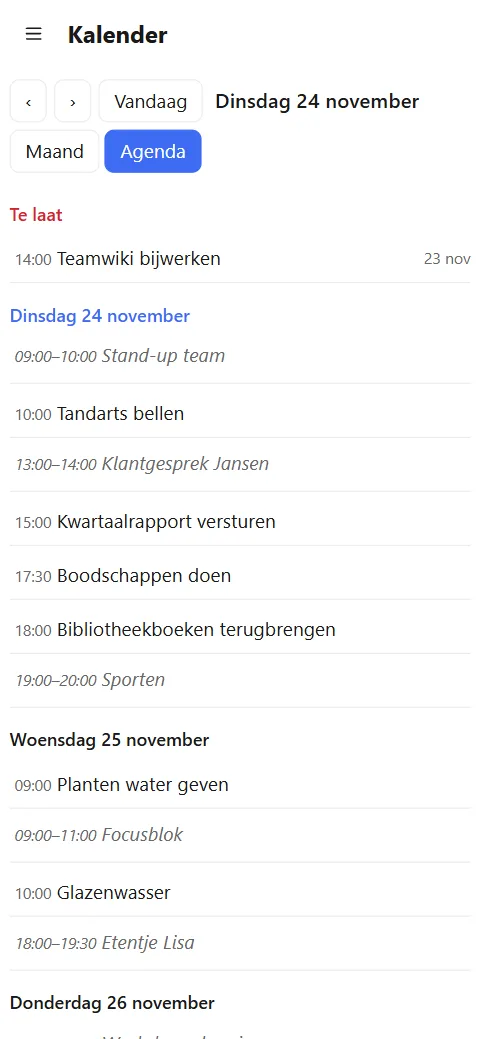 Kalender
‹ › Vandaag Dinsdag 24 november
Maand Agenda
Te laat
14:00 Teamwiki bijwerken 23 nov
Dinsdag 24 november
09:00–10:00 Stand-up team
10:00 Tandarts bellen
13:00–14:00 Klantgesprek Jansen
15:00 Kwartaalrapport versturen
17:30 Boodschappen doen
18:00 Bibliotheekboeken terugbrengen
19:00–20:00 Sporten
Woensdag 25 november
09:00 Planten water geven
09:00–11:00 Focusblok
10:00 Glazenwasser
18:00–19:30 Etentje Lisa
Donderdag 26 november